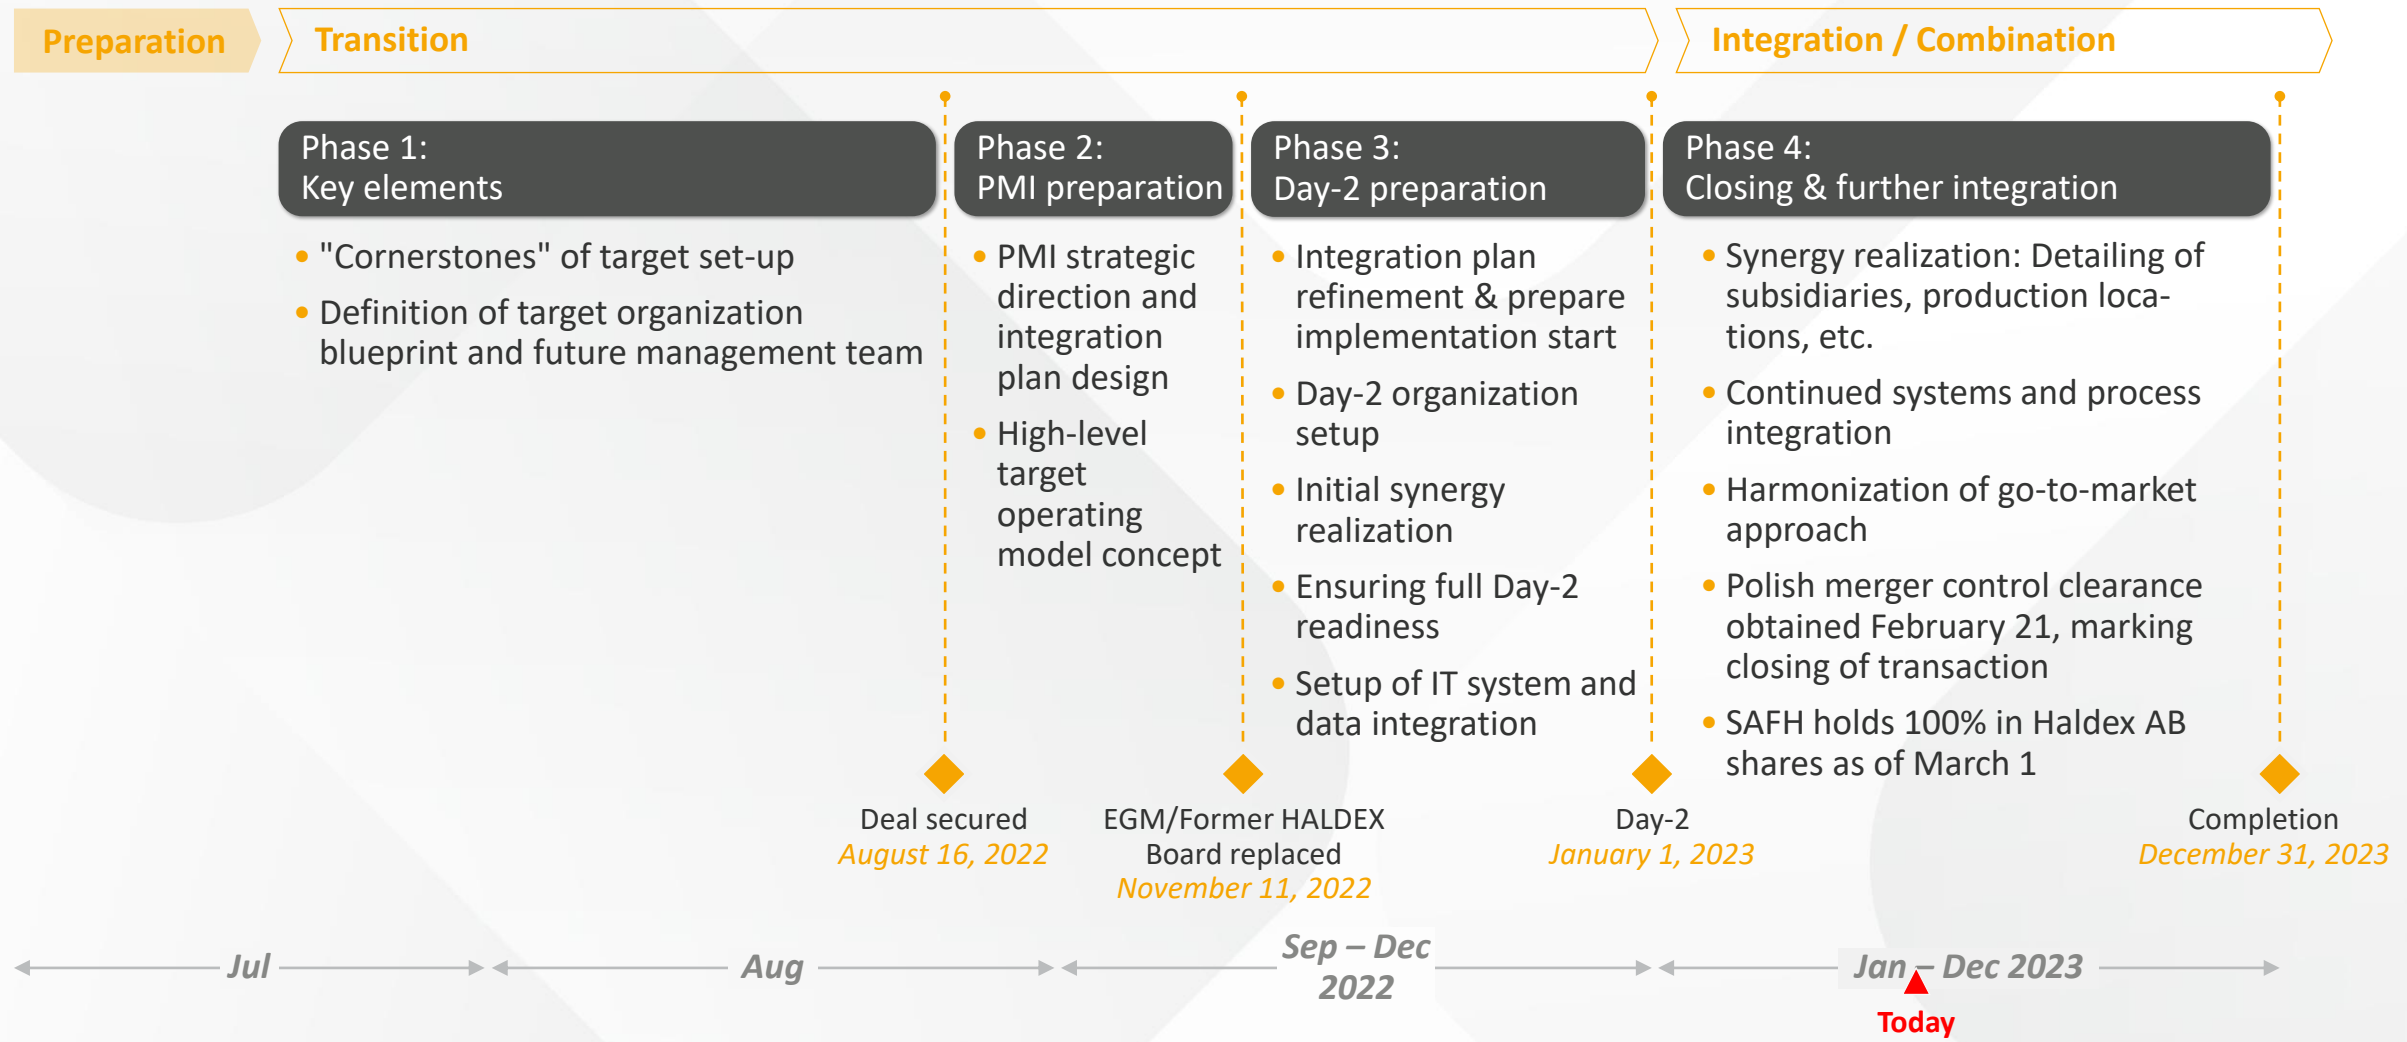 Preparation
Transition
Integration / Combination
Phase 1:
Key elements
• "Cornerstones" of target set-up
• Definition of target organization
blueprint and future management team
Phase 2:
PMI preparation
• PMI strategic
direction and
integration
plan design
• High-level
target
operating
model concept
Phase 3:
Day-2 preparation
• Integration plan
refinement & prepare
implementation start
• Day-2 organization
setup
• Initial synergy
realization
• Ensuring full Day-2
readiness
• Setup of IT system and
data integration
Phase 4:
Closing & further integration
• Synergy realization: Detailing of
subsidiaries, production loca-
tions, etc.
• Continued systems and process
integration
• Harmonization of go-to-market
approach
• Polish merger control clearance
obtained February 21, marking
closing of transaction
• SAFH holds 100% in Haldex AB
shares as of March 1
Deal secured
August 16, 2022
EGM/Former HALDEX
Board replaced
November 11, 2022
Day-2
January 1, 2023
Completion
December 31, 2023
Jul
Aug
Sep – Dec
2022
Jan – Dec 2023
Today